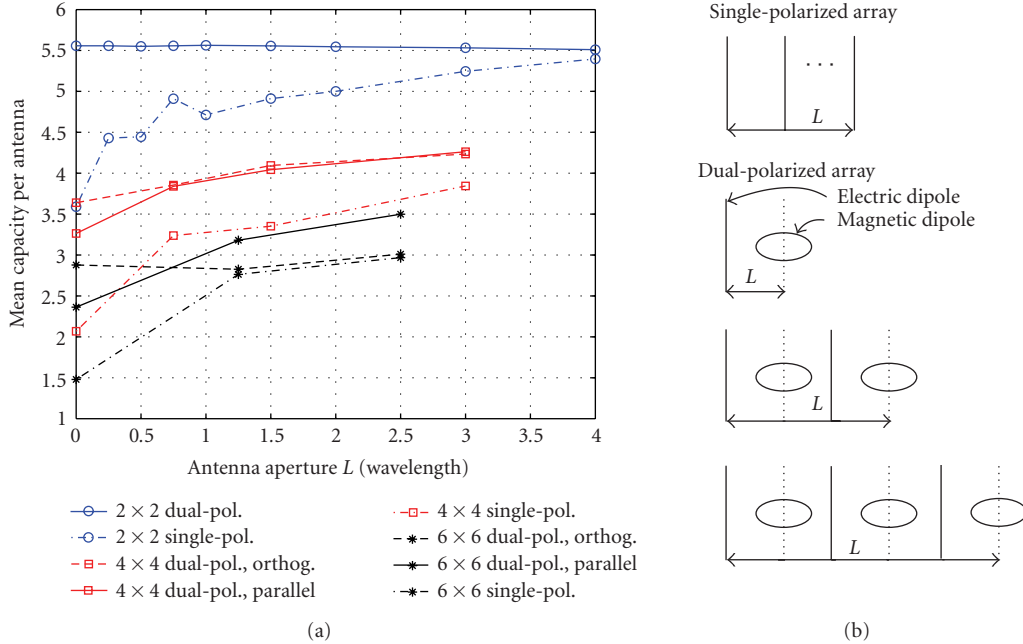 6
5.5
5
4.5
4
3.5
3
2.5
2
1.5
1
Mean capacity per antenna
0 0.5 1 1.5 2 2.5 3 3.5 4
Antenna aperture L (wavelength)
2 × 2 dual-pol.
2 × 2 single-pol.
4 × 4 dual-pol., orthog.
4 × 4 dual-pol., parallel
4 × 4 single-pol.
6 × 6 dual-pol., orthog.
6 × 6 dual-pol., parallel
6 × 6 single-pol.
(a)
Single-polarized array
· · ·
L
Dual-polarized array
Electric dipole
Magnetic dipole
L
L
L
(b)